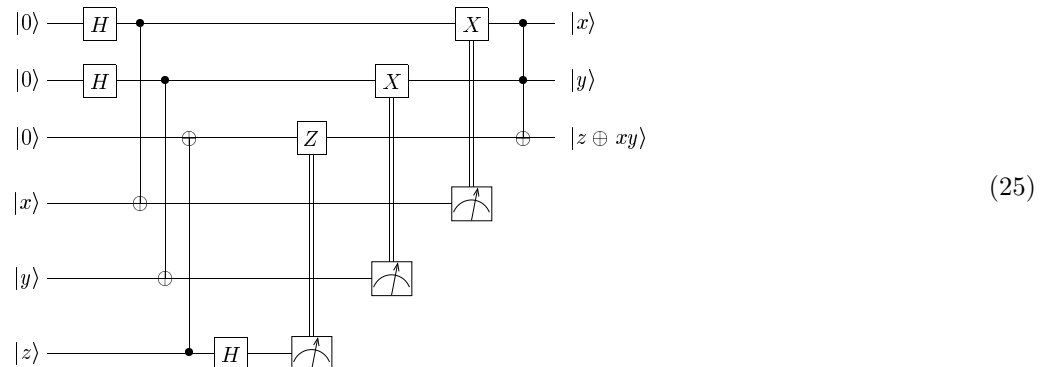 |0⟩ H X |x⟩
|0⟩ H X |y⟩
|0⟩ Z |z ⊕ xy⟩
(25)
|x⟩
|y⟩
|z⟩ H